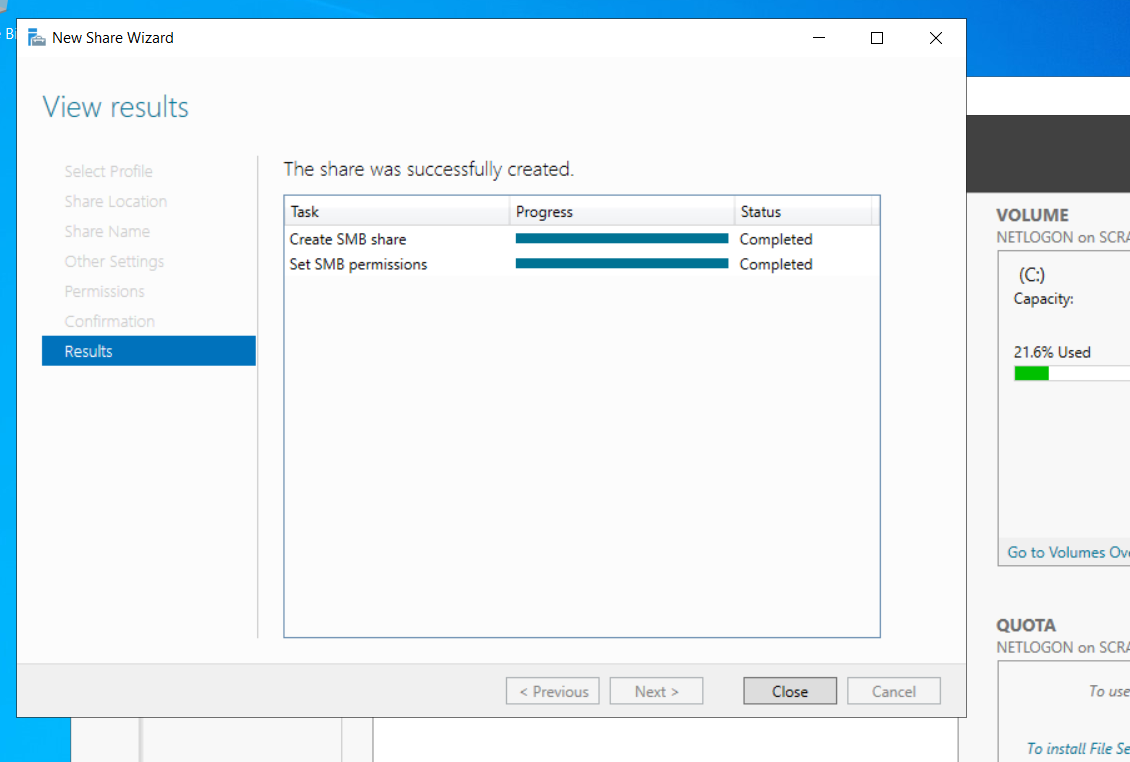 Bi
New Share Wizard
View results
Select Profile
Share Location
Share Name
Other Settings
Permissions
Confirmation
Results
The share was successfully created.
Task Progress Status
Create SMB share Completed
Set SMB permissions Completed
< Previous Next > Close Cancel
VOLUME
NETLOGON on SCRA
(C:)
Capacity:
21.6% Used
Go to Volumes Ove
QUOTA
NETLOGON on SCRA
To use
To install File Se